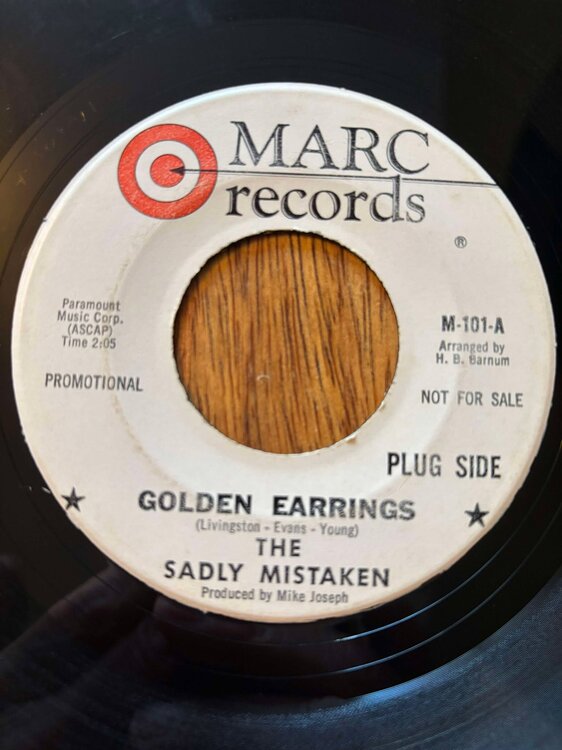 MARC
records
®
Paramount
Music Corp.
(ASCAP)
Time 2:05
PROMOTIONAL
M-101-A
Arranged by
H. B. Barnum
NOT FOR SALE
PLUG SIDE
GOLDEN EARRINGS
(Livingston - Evans - Young)
THE
SADLY MISTAKEN
Produced by Mike Joseph